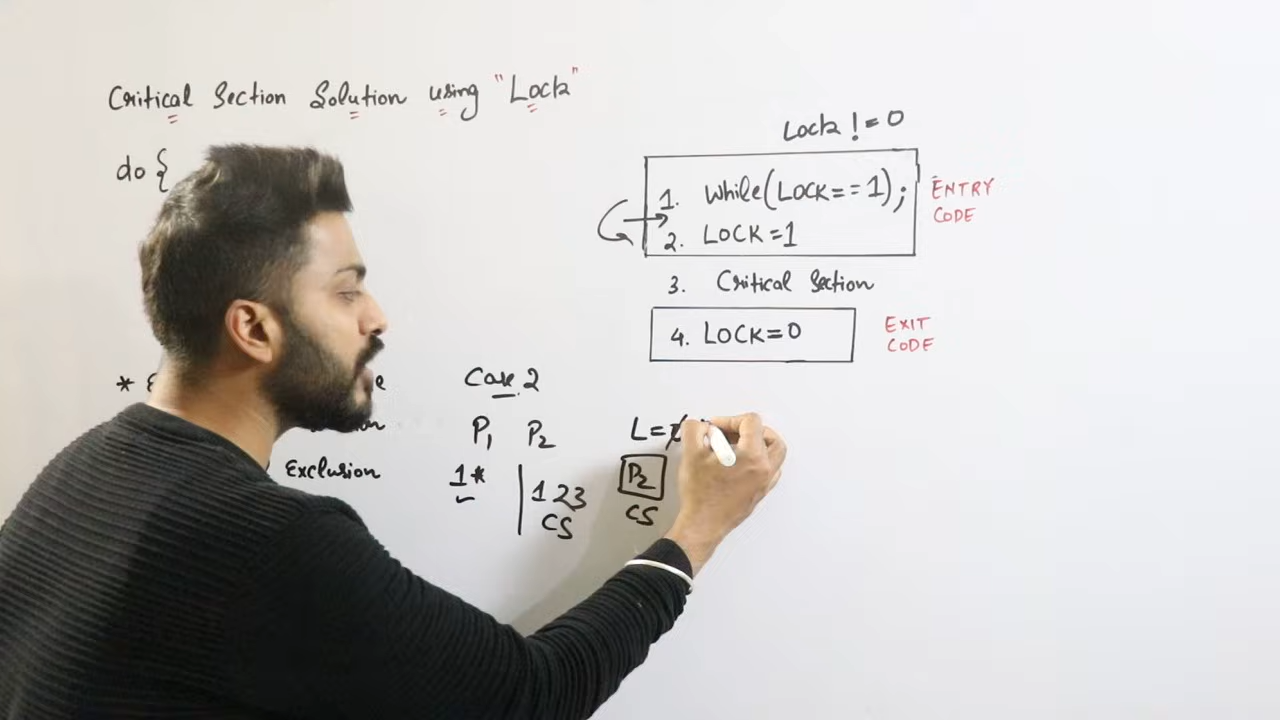 Critical Section Solution using "Lock"
do {
Lock != 0
1. while(LOCK==1);
2. LOCK=1
ENTRY
CODE
3. Critical Section
4. LOCK=0
EXIT
CODE
*
Exclusion
Case 2
P1 P2
1* | 1 2 3
CS
L=
P2
CS